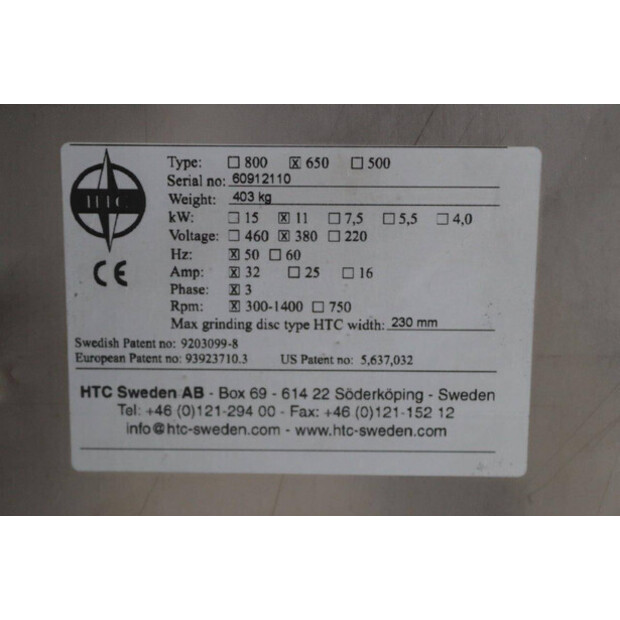 HTC
CE
Type: ☐ 800 ☒ 650 ☐ 500
Serial no: 60912110
Weight: 403 kg
kW: ☐ 15 ☒ 11 ☐ 7,5 ☐ 5,5 ☐ 4,0
Voltage: ☐ 460 ☒ 380 ☐ 220
Hz: ☒ 50 ☐ 60
Amp: ☒ 32 ☐ 25 ☐ 16
Phase: ☒ 3
Rpm: ☒ 300-1400 ☐ 750
Max grinding disc type HTC width: 230 mm
Swedish Patent no: 9203099-8
European Patent no: 93923710.3 US Patent no: 5,637,032
HTC Sweden AB - Box 69 - 614 22 Söderköping - Sweden
Tel: +46 (0)121-294 00 - Fax: +46 (0)121-152 12
info@htc-sweden.com - www.htc-sweden.com